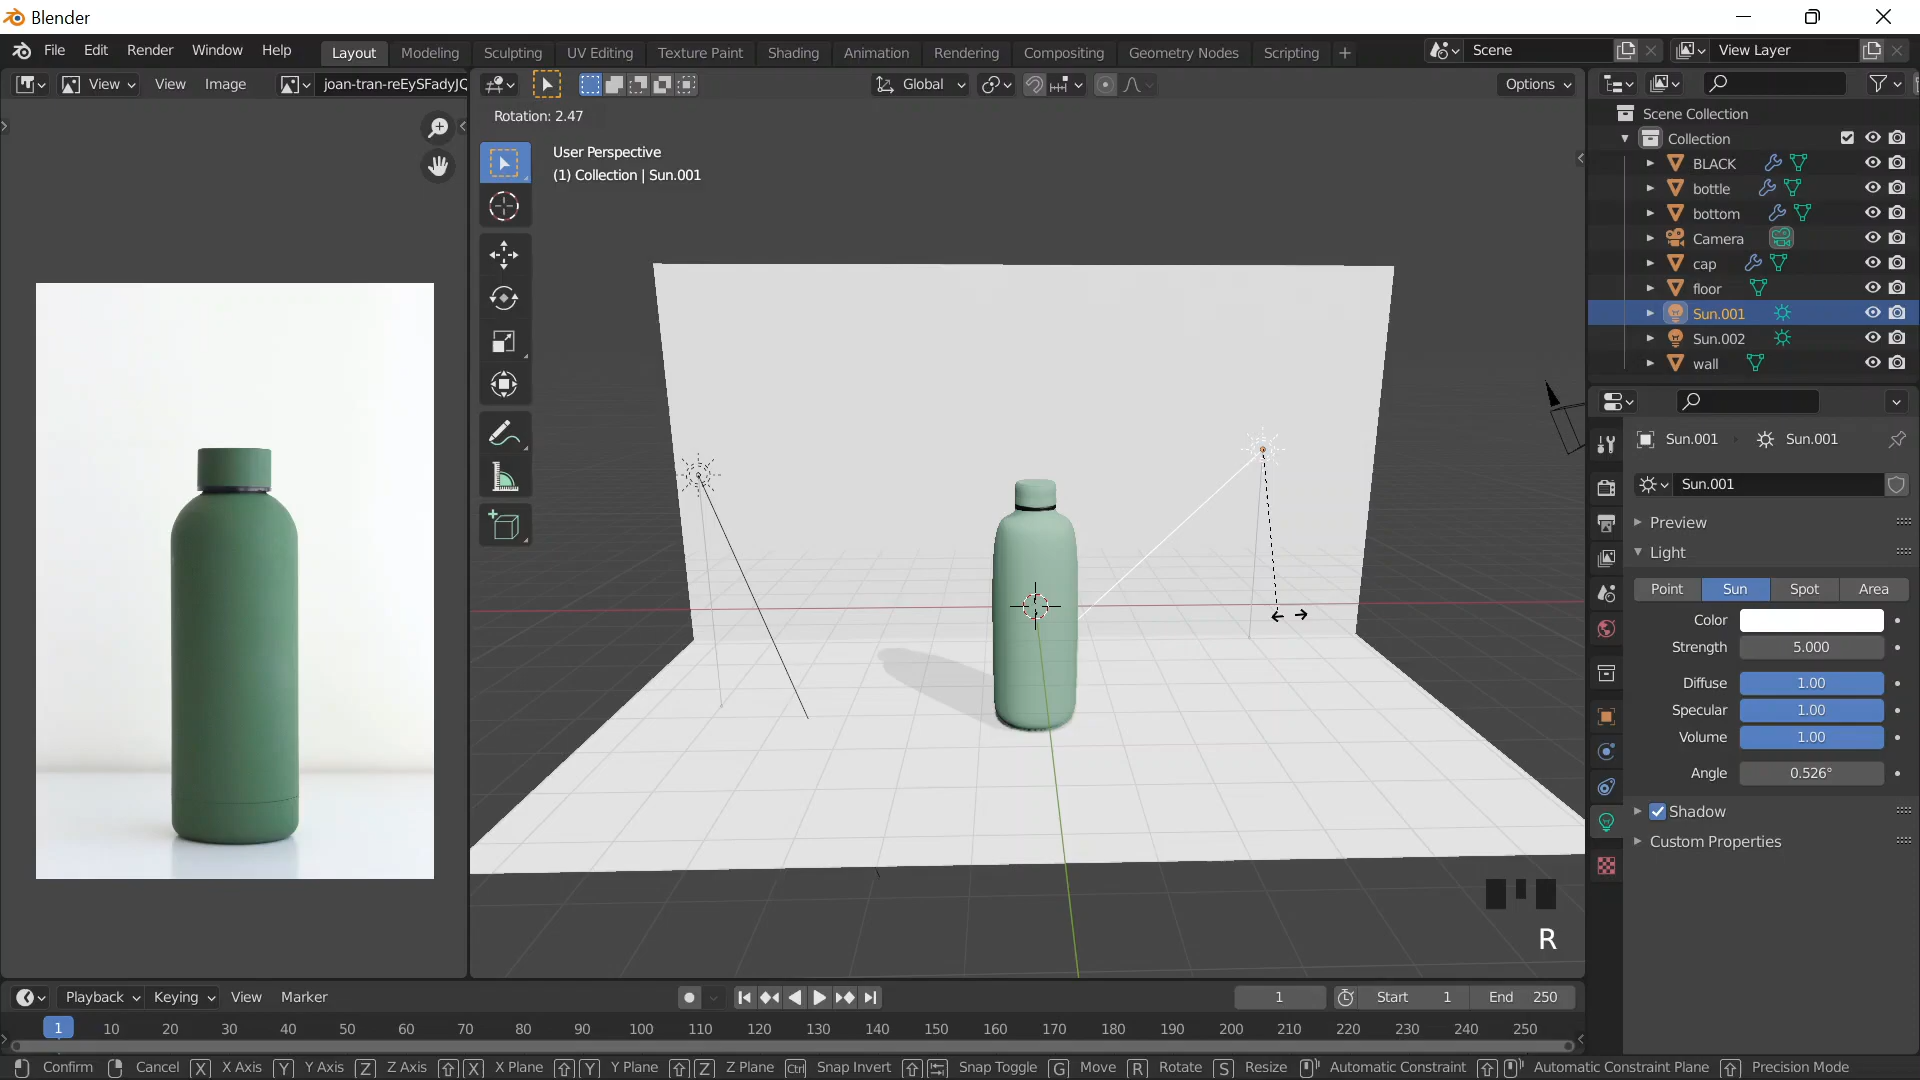 Blender
File Edit Render Window Help Layout Modeling Sculpting UV Editing Texture Paint Shading Animation Rendering Compositing Geometry Nodes Scripting + Scene View Layer
View View Image joan-tran-reEySFadyJQ Global Options
Rotation: 2.47
User Perspective
(1) Collection | Sun.001
Scene Collection
Collection
BLACK
bottle
bottom
Camera
cap
floor
Sun.001
Sun.002
wall
Sun.001 Sun.001
Sun.001
Preview
Light
Point Sun Spot Area
Color
Strength 5.000
Diffuse 1.00
Specular 1.00
Volume 1.00
Angle 0.526°
Shadow
Custom Properties
R
Playback Keying View Marker 1 Start 1 End 250
1 10 20 30 40 50 60 70 80 90 100 110 120 130 140 150 160 170 180 190 200 210 220 230 240 250
Confirm Cancel X X Axis Y Y Axis Z Z Axis X X Plane Y Y Plane Z Z Plane Ctrl Snap Invert Snap Toggle G Move R Rotate S Resize Automatic Constraint Automatic Constraint Plane Precision Mode